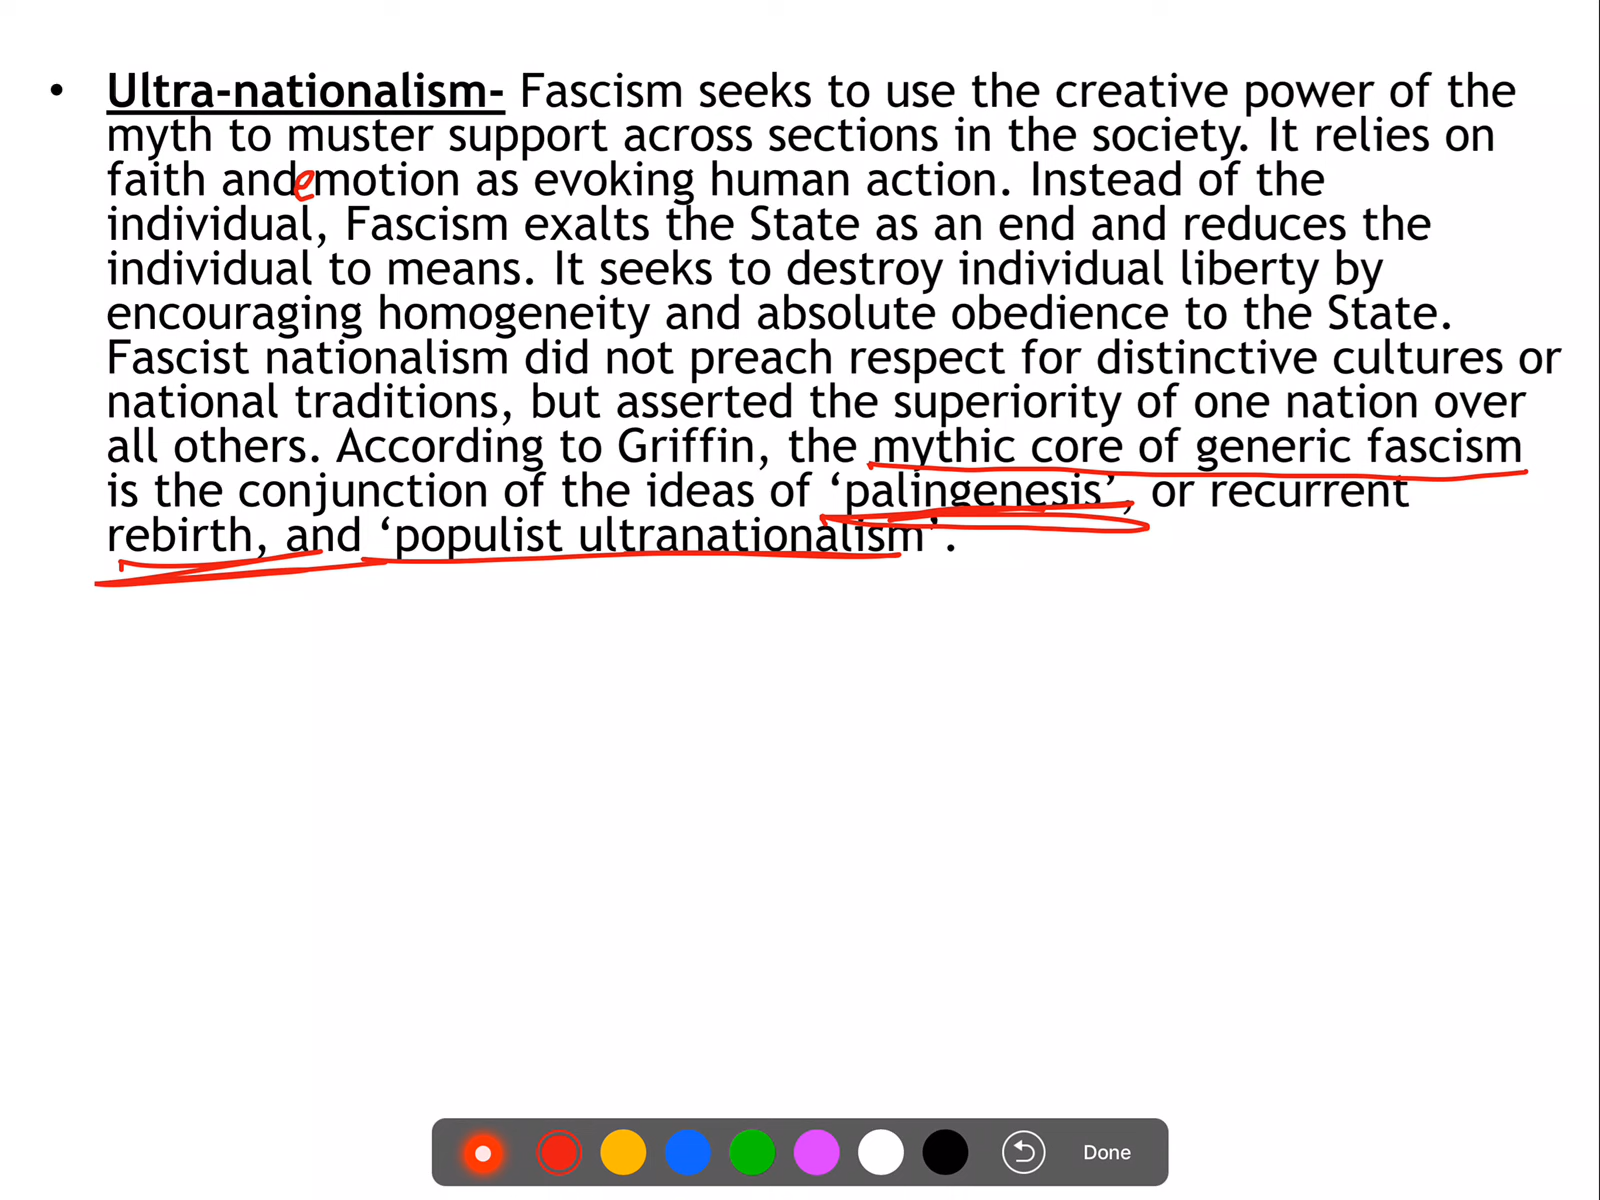 • Ultra-nationalism- Fascism seeks to use the creative power of the
myth to muster support across sections in the society. It relies on
faith and emotion as evoking human action. Instead of the
individual, Fascism exalts the State as an end and reduces the
individual to means. It seeks to destroy individual liberty by
encouraging homogeneity and absolute obedience to the State.
Fascist nationalism did not preach respect for distinctive cultures or
national traditions, but asserted the superiority of one nation over
all others. According to Griffin, the mythic core of generic fascism
is the conjunction of the ideas of ‘palingenesis’, or recurrent
rebirth, and ‘populist ultranationalism’.
Done